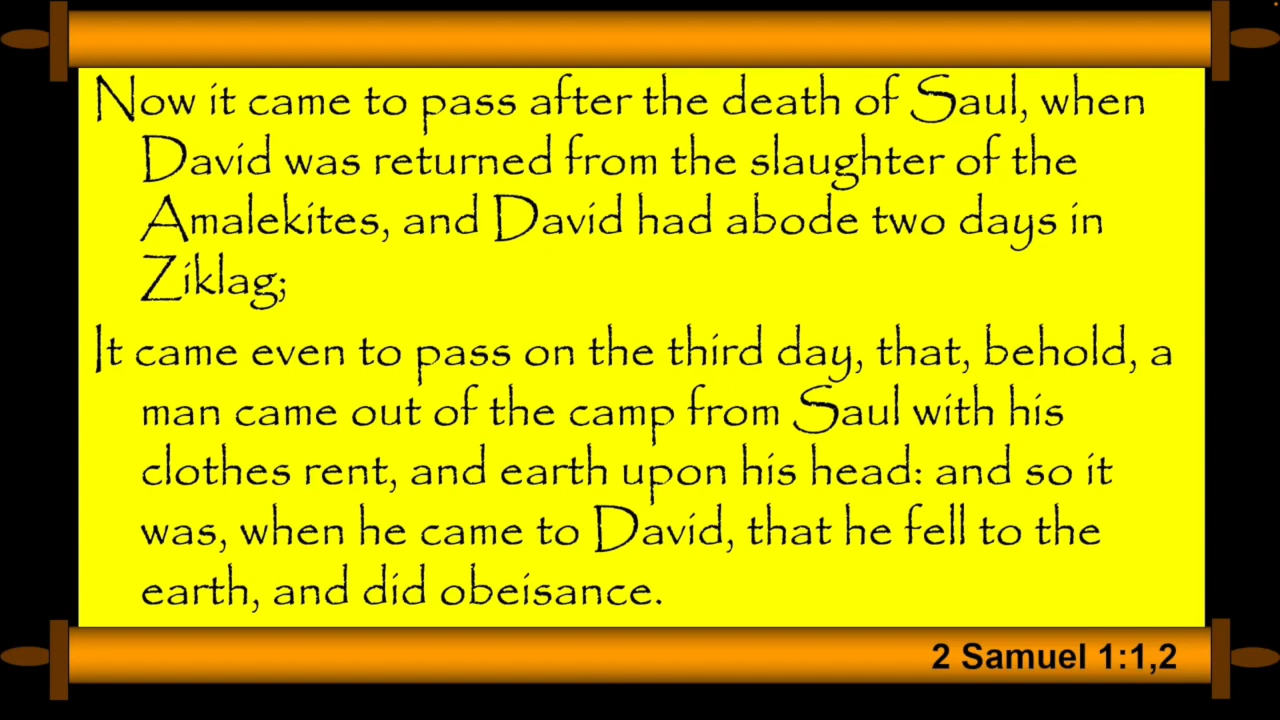 Now it came to pass after the death of Saul, when
David was returned from the slaughter of the
Amalekites, and David had abode two days in
Ziklag;
It came even to pass on the third day, that, behold, a
man came out of the camp from Saul with his
clothes rent, and earth upon his head: and so it
was, when he came to David, that he fell to the
earth, and did obeisance.
2 Samuel 1:1,2